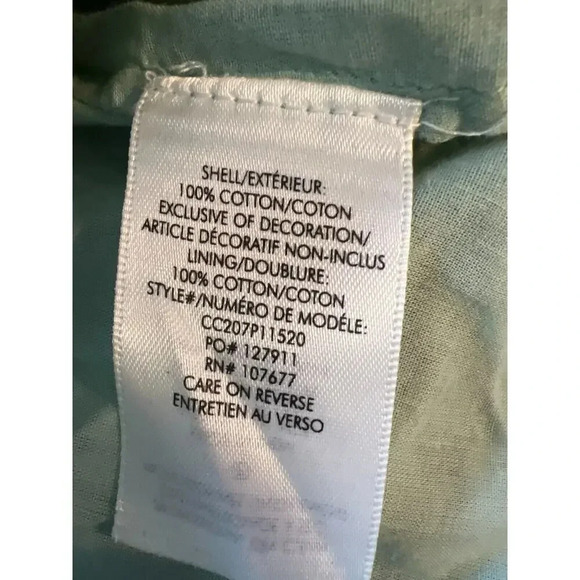 SHELL/EXTÉRIEUR:
100% COTTON/COTON
EXCLUSIVE OF DECORATION/
ARTICLE DÉCORATIF NON-INCLUS
LINING/DOUBLURE:
100% COTTON/COTON
STYLE#/NUMÉRO DE MODÉLE:
CC207P11520
PO# 127911
RN# 107677
CARE ON REVERSE
ENTRETIEN AU VERSO